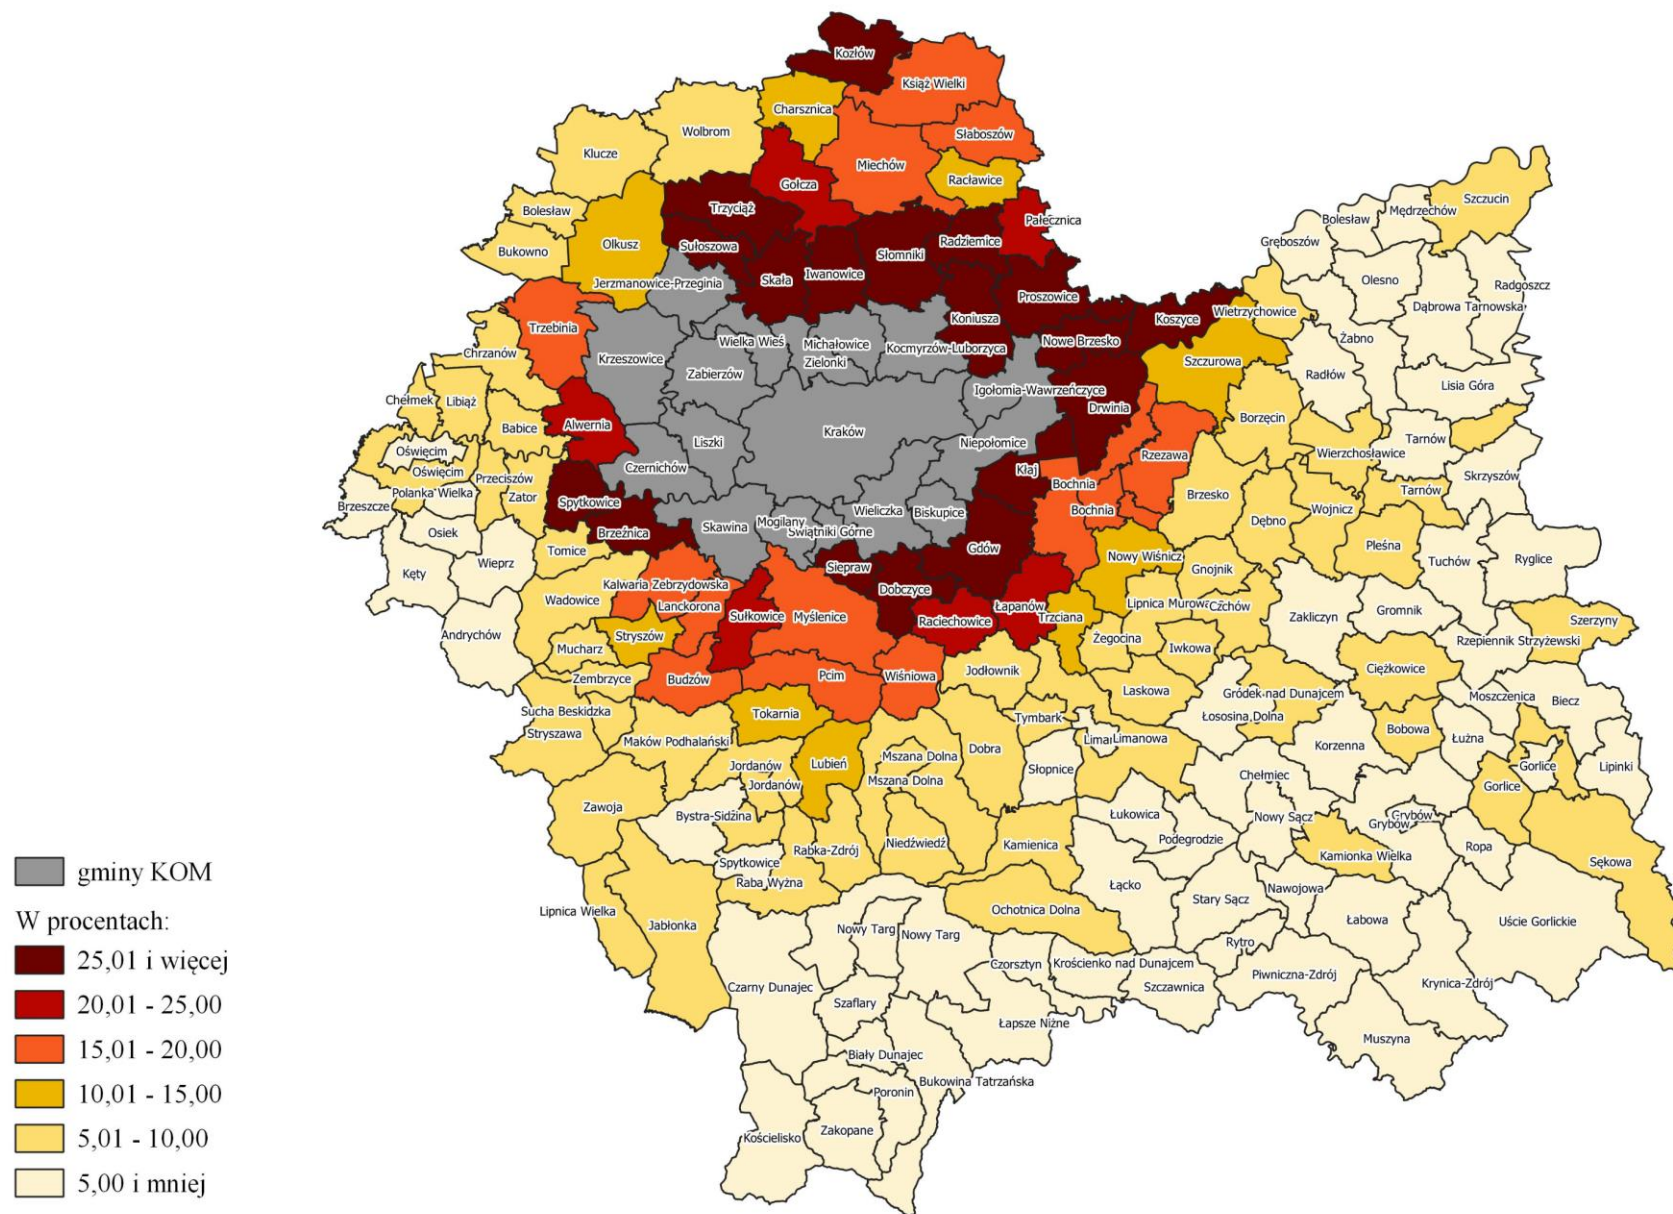 Kozłów
Książ Wielki
Charsznica
Wolbrom
Słaboszów
Klucze
Miechów
Racławice
Gołcza
Trzyciąż
Pałecznica
Bolesław
Bukowno
Olkusz
Sułoszowa
Słomniki
Radziemice
Skała
Iwanowice
Jerzmanowice-Przeginia
Proszowice
Trzebinia
Koniusza
Koszyce
Wietrzychowice
Chrzanów
Krzeszowice
Wielka Wieś
Michałowice
Zielonki
Kocmyrzów-Luborzyca
Nowe Brzesko
Szczurowa
Zabierzów
Igołomia-Wawrzeńczyce
Drwinia
Szczucin
Mędrzechów
Bolesław
Gręboszów
Olesno
Radgoszcz
Dąbrowa Tarnowska
Żabno
Radłów
Lisia Góra
Chełmek
Libiąż
Babice
Alwernia
Liszki
Kraków
Niepołomice
Borzęcin
Rzezawa
Wierzchosławice
Tarnów
Skrzyszów
Oświęcim
Oświęcim
Przeciszów
Zator
Polanka Wielka
Brzeszcze
Czernichów
Kłaj
Bochnia
Bochnia
Brzesko
Tarnów
Spytkowice
Skawina
Mogilany
Świątniki Górne
Wieliczka
Biskupice
Dębno
Wojnicz
Osiek
Brzeźnica
Gdów
Nowy Wiśnicz
Pleśna
Tuchów
Ryglice
Kęty
Wieprz
Tomice
Siepraw
Dobczyce
Gnojnik
Wadowice
Kalwaria Zebrzydowska
Lanckorona
Sułkowice
Myślenice
Raciechowice
Łapanów
Trzciana
Lipnica Murowana
Czchów
Zakliczyn
Gromnik
Szerzyny
Andrychów
Stryszów
Mucharz
Żegocina
Iwkowa
Rzepiennik Strzyżewski
Zembrzyce
Budzów
Pcim
Wiśniowa
Jodłownik
Laskowa
Ciężkowice
Gródek nad Dunajcem
Łososina Dolna
Moszczenica
Biecz
Sucha Beskidzka
Stryszawa
Tokarnia
Tymbark
Limanowa
Bobowa
Łużna
Maków Podhalański
Lubień
Mszana Dolna
Mszana Dolna
Dobra
Słopnice
Korzenna
Jordanów
Jordanów
Chełmiec
Gorlice
Gorlice
Lipinki
Zawoja
Bystra-Sidzina
Łukowica
Podegrodzie
Nowy Sącz
Grybów
Grybów
Rabka-Zdrój
Niedźwiedź
Kamienica
Kamionka Wielka
Ropa
Sękowa
Spytkowice
Raba Wyżna
Łącko
Stary Sącz
Nawojowa
Łabowa
Uście Gorlickie
Lipnica Wielka
Jabłonka
Ochotnica Dolna
Nowy Targ
Nowy Targ
Rytro
Czorsztyn
Krościenko nad Dunajcem
Piwniczna-Zdrój
Krynica-Zdrój
Szczawnica
Czarny Dunajec
Szaflary
Łapsze Niżne
Muszyna
Biały Dunajec
Bukowina Tatrzańska
Poronin
Zakopane
Kościelisko
gminy KOM
W procentach:
25,01 i więcej
20,01 - 25,00
15,01 - 20,00
10,01 - 15,00
5,01 - 10,00
5,00 i mniej